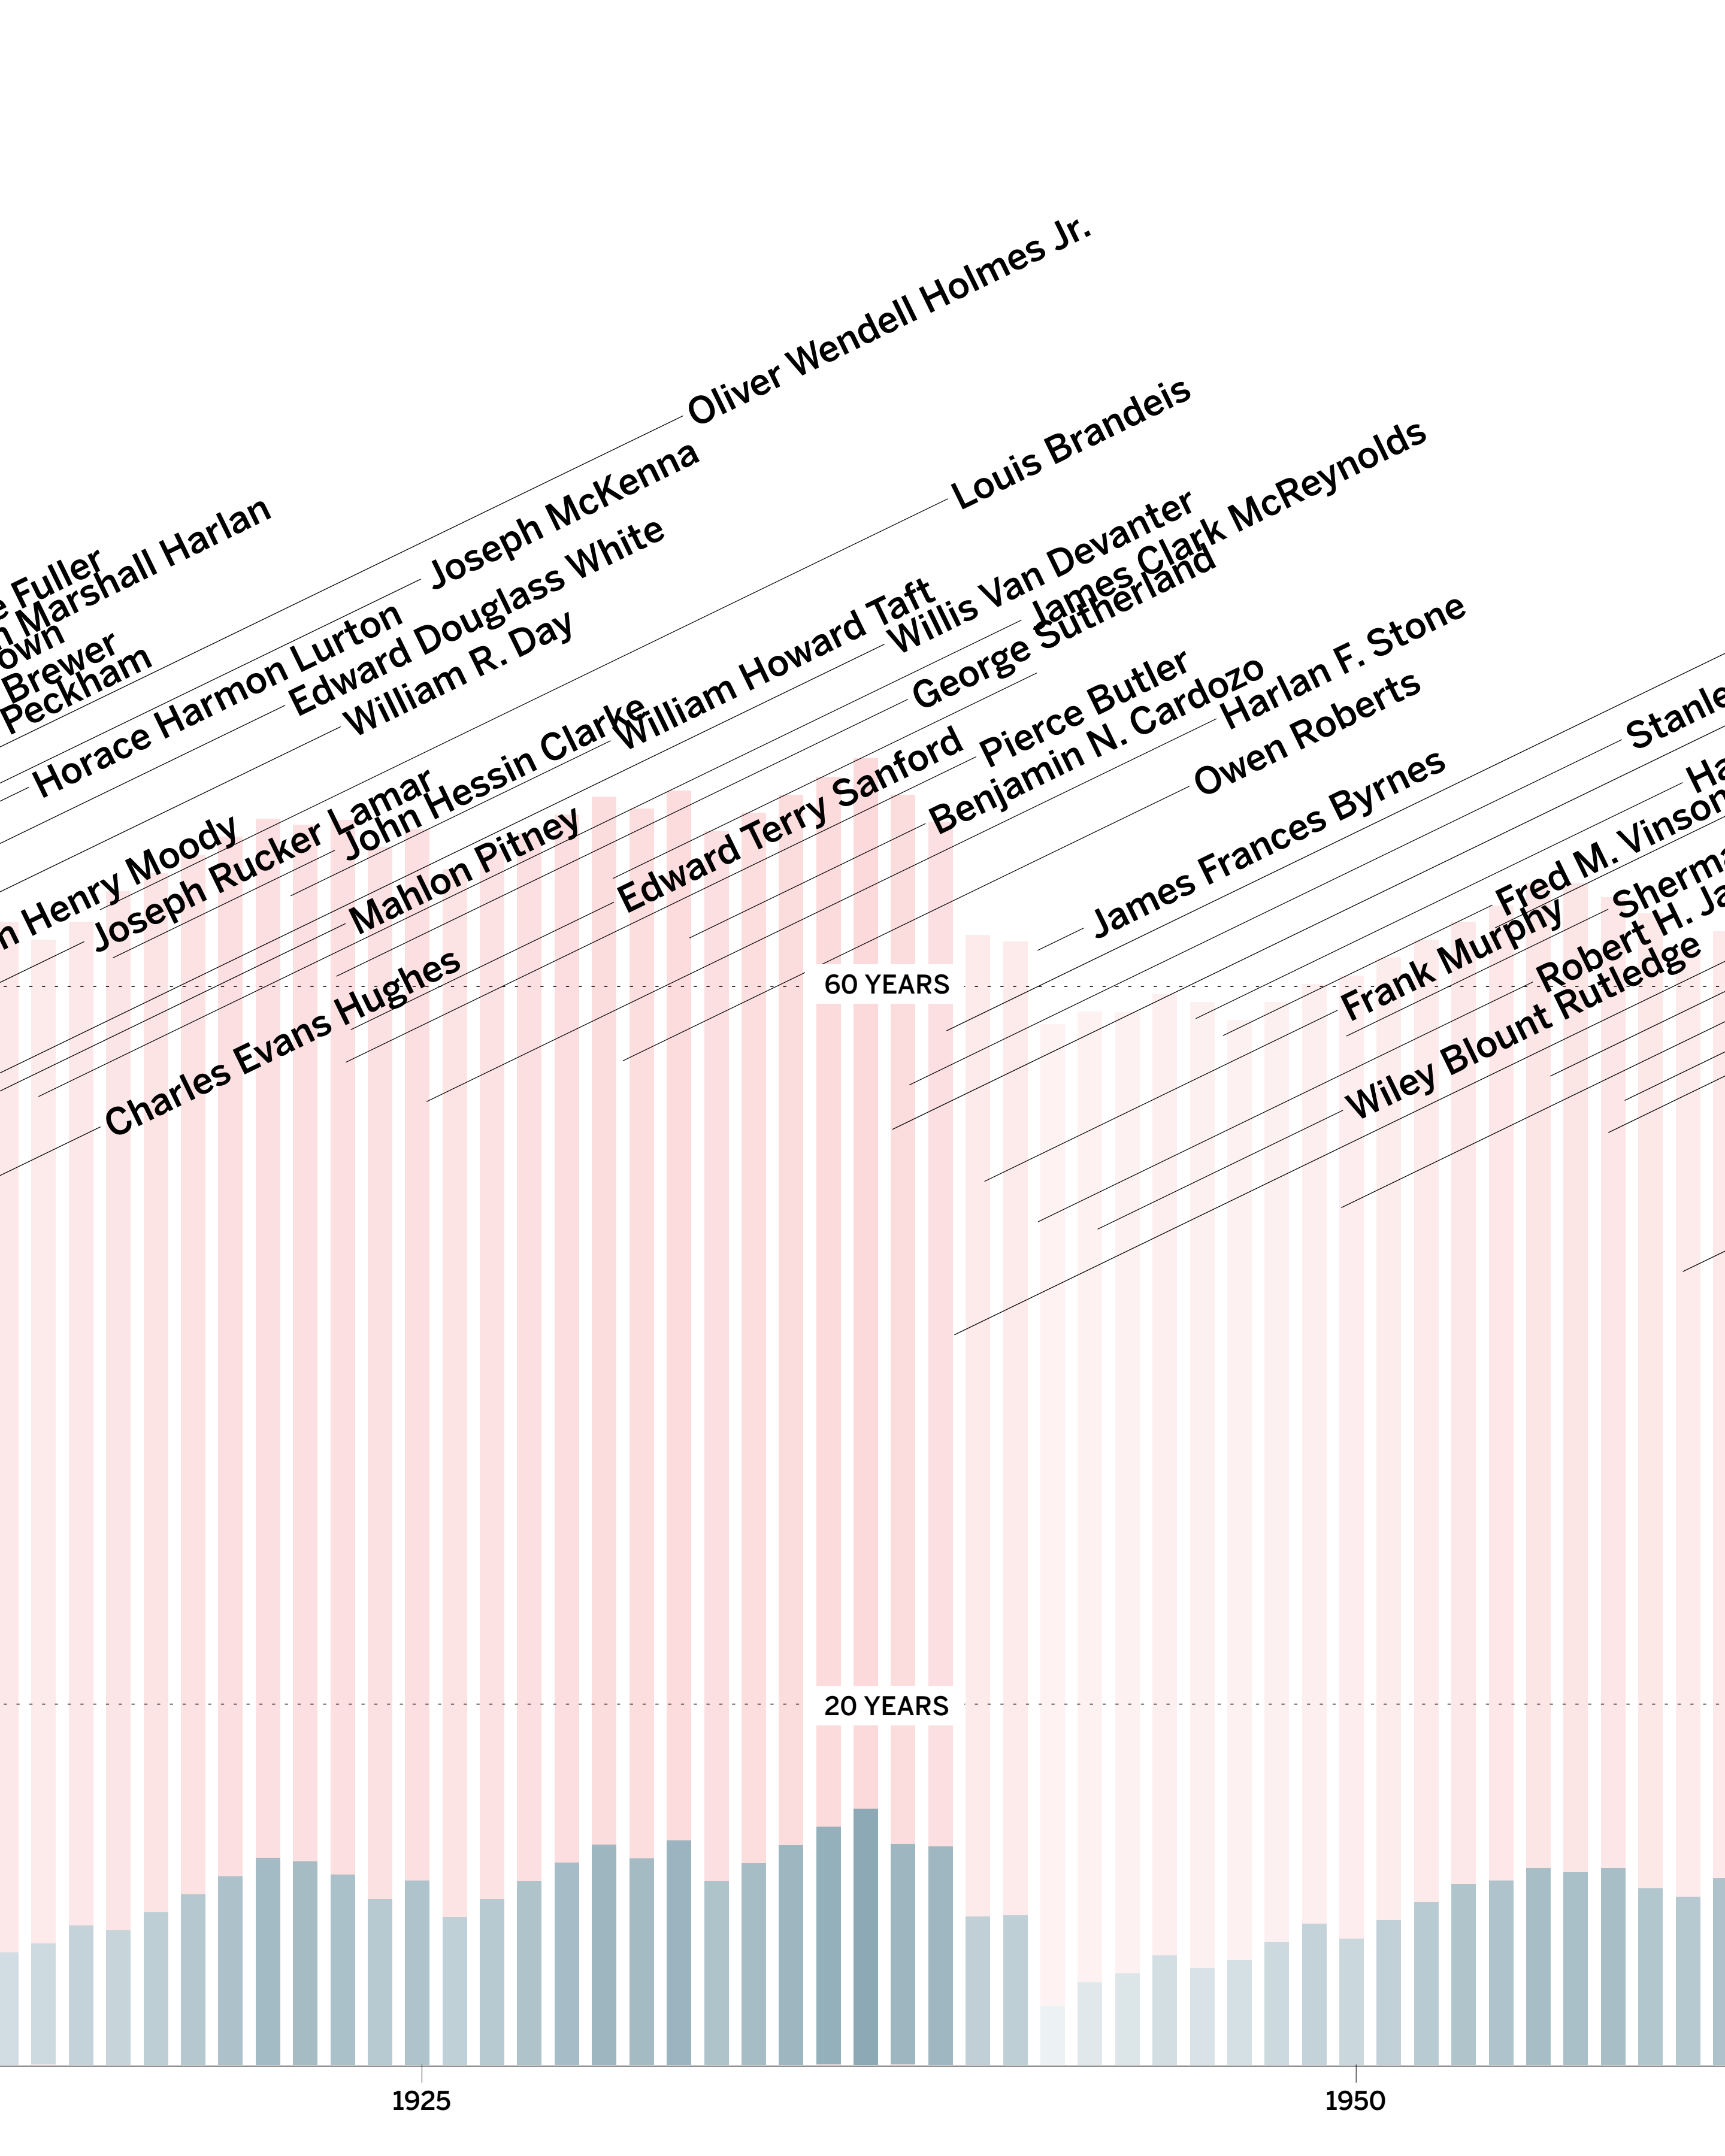 Oliver Wendell Holmes Jr.
Louis Brandeis
James Clark McReynolds
Joseph McKenna
Willis Van Devanter
Marshall Harlan
Edward Douglass White
George Sutherland
Fuller
William Howard Taft
Harlan F. Stone
Horace Harmon Lurton
William R. Day
Brewer
Peckham
Pierce Butler
Benjamin N. Cardozo
Owen Roberts
John Hessin Clarke
Edward Terry Sanford
James Frances Byrnes
Joseph Rucker Lamar
Henry Moody
Mahlon Pitney
Fred M. Vinson
Robert H.
Frank Murphy
Charles Evans Hughes
Wiley Blount Rutledge
60 YEARS
20 YEARS
1925
1950